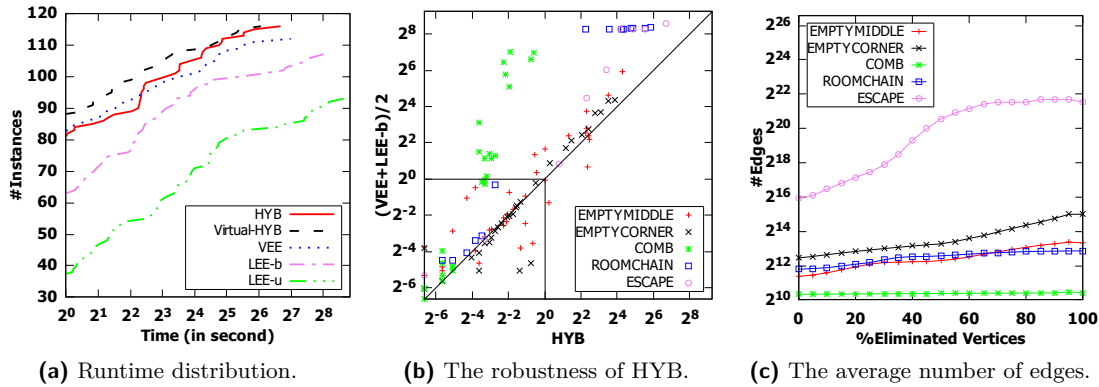 120
110
100
90
80
70
60
50
40
30
#Instances
HYB
Virtual-HYB
VEE
LEE-b
LEE-u
2^0 2^1 2^2 2^3 2^4 2^5 2^6 2^7 2^8
Time (in second)
(a) Runtime distribution.
2^8
2^6
2^4
2^2
2^0
2^-2
2^-4
2^-6
(VEE+LEE-b)/2
EMPTYMIDDLE
EMPTYCORNER
COMB
ROOMCHAIN
ESCAPE
2^-6 2^-4 2^-2 2^0 2^2 2^4 2^6 2^8
HYB
(b) The robustness of HYB.
2^26
2^24
2^22
2^20
2^18
2^16
2^14
2^12
2^10
#Edges
EMPTYMIDDLE
EMPTYCORNER
COMB
ROOMCHAIN
ESCAPE
0 20 40 60 80 100
%Eliminated Vertices
(c) The average number of edges.